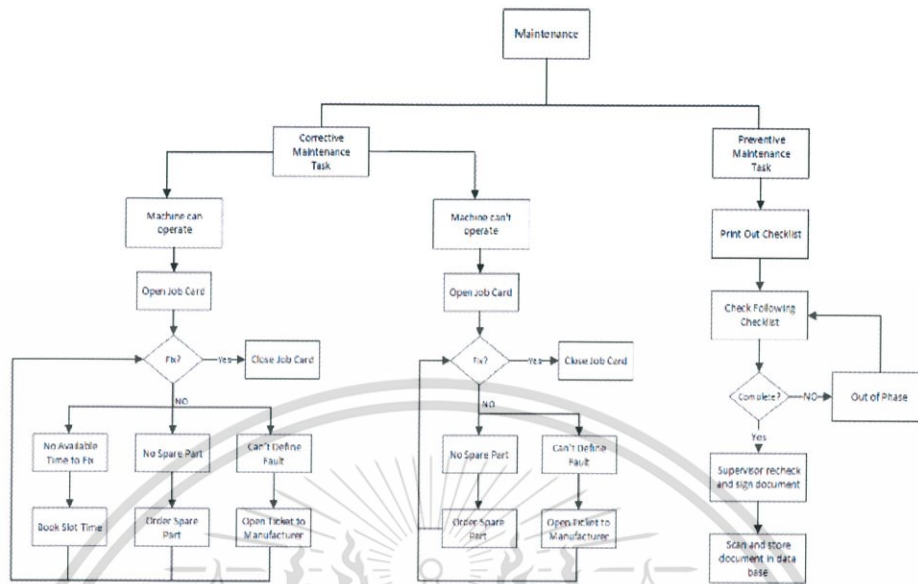 Maintenance
Corrective
Maintenance
Task
Preventive
Maintenance
Task
Machine can
operate
Machine can't
operate
Print Out Checklist
Open Job Card
Open Job Card
Check Following
Checklist
Fix?
Yes
Close Job Card
Fix?
Yes
Close Job Card
Complete?
NO
Out of Phase
NO
NO
Yes
No Available
Time to Fix
No Spare Part
Can't Define
Fault
No Spare Part
Can't Define
Fault
Supervisor recheck
and sign document
Book Slot Time
Order Spare
Part
Open Ticket to
Manufacturer
Order Spare
Part
Open Ticket to
Manufacturer
Scan and store
document in data
base